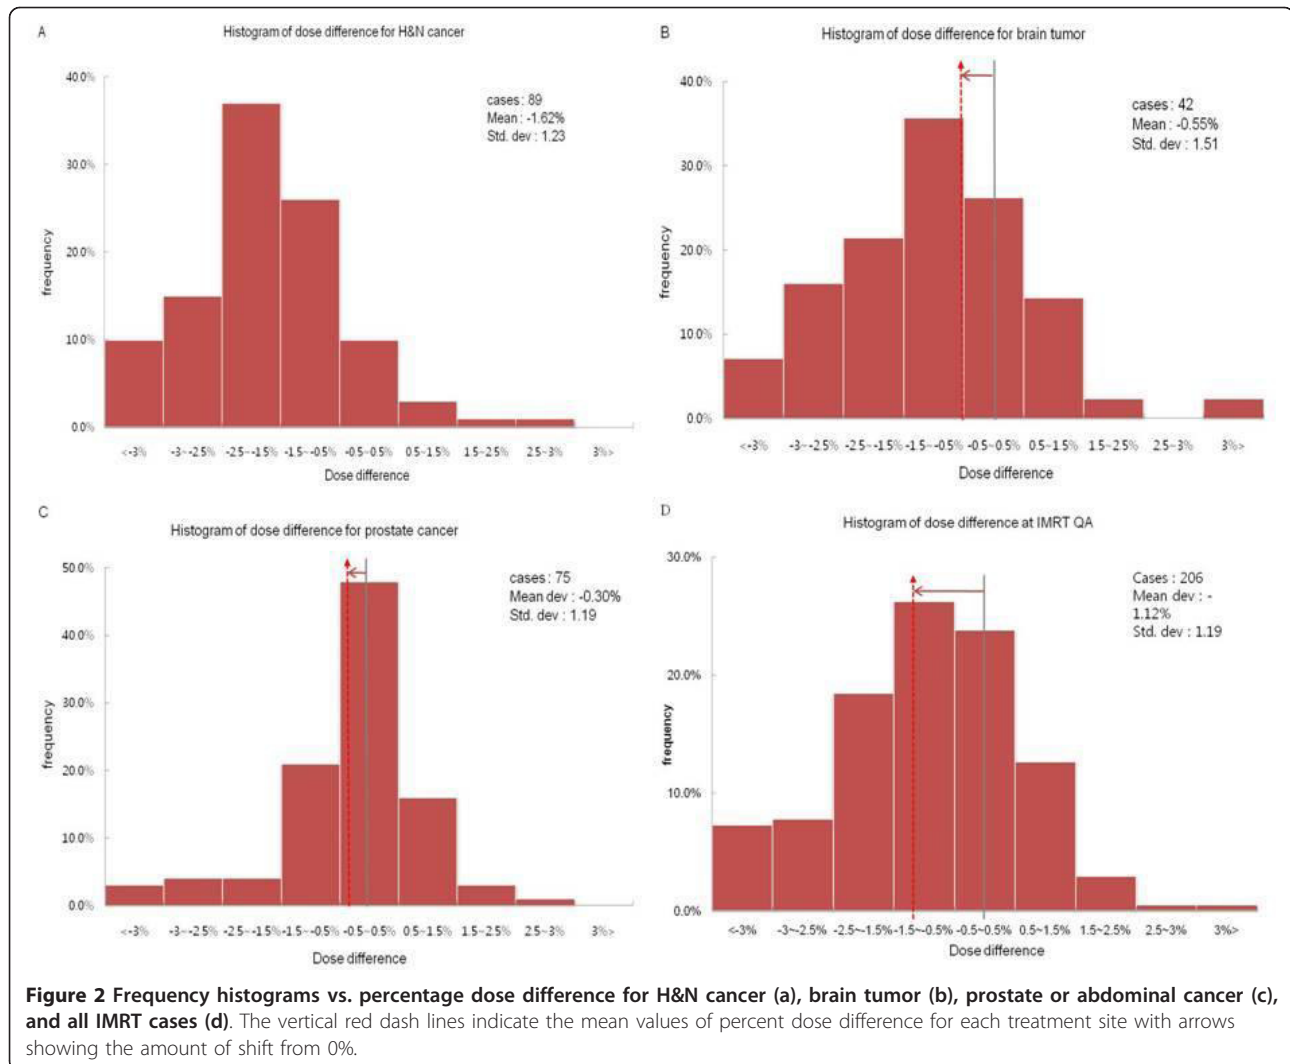 A
Histogram of dose difference for H&N cancer
cases : 89
Mean : -1.62%
Std. dev : 1.23
40.0%
30.0%
20.0%
10.0%
0.0%
frequency
<-3% -3~-2.5% -2.5~-1.5% -1.5~-0.5% -0.5~0.5% 0.5~1.5% 1.5~2.5% 2.5~3% 3%>
Dose difference
B
Histogram of dose difference for brain tumor
cases : 42
Mean : -0.55%
Std. dev : 1.51
40.0%
30.0%
20.0%
10.0%
0.0%
frequency
<-3% -3~-2.5% -2.5~-1.5% -1.5~-0.5% -0.5~0.5% 0.5~1.5% 1.5~2.5% 2.5~3% 3%>
Dose difference
C
Histogram of dose difference for prostate cancer
cases : 75
Mean dev : -0.30%
Std. dev : 1.19
50.0%
40.0%
30.0%
20.0%
10.0%
0.0%
frequency
<-3% -3~-2.5% -2.5~-1.5% -1.5~-0.5% -0.5~0.5% 0.5~1.5% 1.5~2.5% 2.5~3% 3%>
Dose difference
D
Histogram of dose difference at IMRT QA
Cases : 206
Mean dev : -
1.12%
Std. dev : 1.19
30.0%
20.0%
10.0%
0.0%
frequency
<-3% -3~-2.5% -2.5~-1.5% -1.5~-0.5% -0.5~0.5% 0.5~1.5% 1.5~2.5% 2.5~3% 3%>
Dose difference
Figure 2 Frequency histograms vs. percentage dose difference for H&N cancer (a), brain tumor (b), prostate or abdominal cancer (c),
and all IMRT cases (d). The vertical red dash lines indicate the mean values of percent dose difference for each treatment site with arrows
showing the amount of shift from 0%.